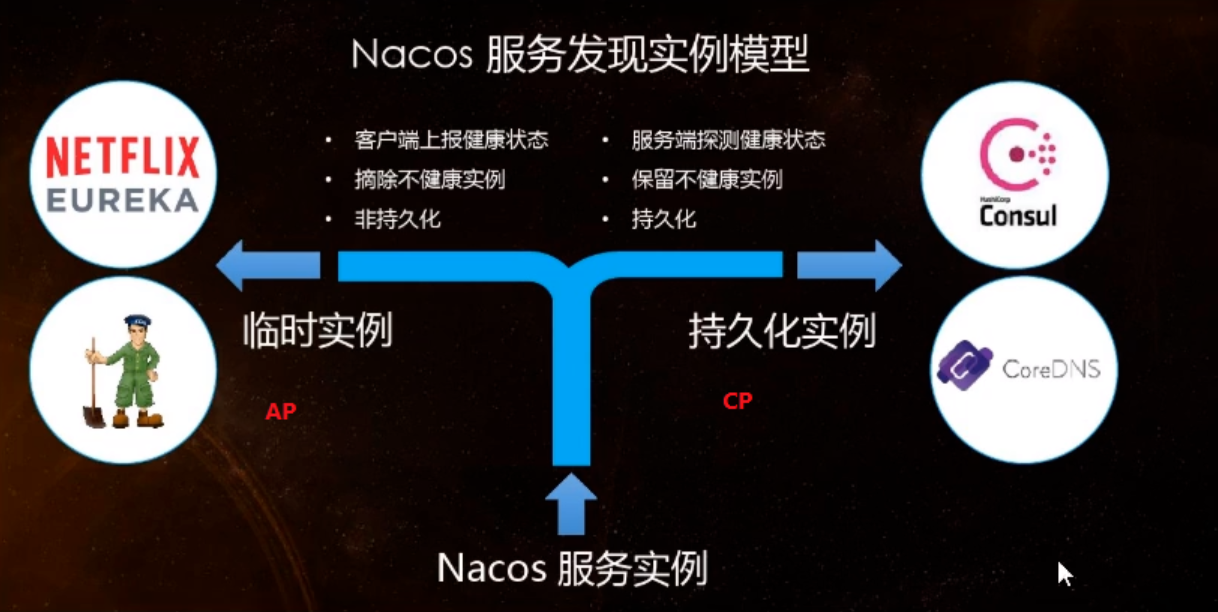 Nacos 服务发现实例模型
NETFLIX
EUREKA
• 客户端上报健康状态
• 摘除不健康实例
• 非持久化
• 服务端探测健康状态
• 保留不健康实例
• 持久化
HashiCorp
Consul
临时实例
持久化实例
AP
CP
CoreDNS
Nacos 服务实例